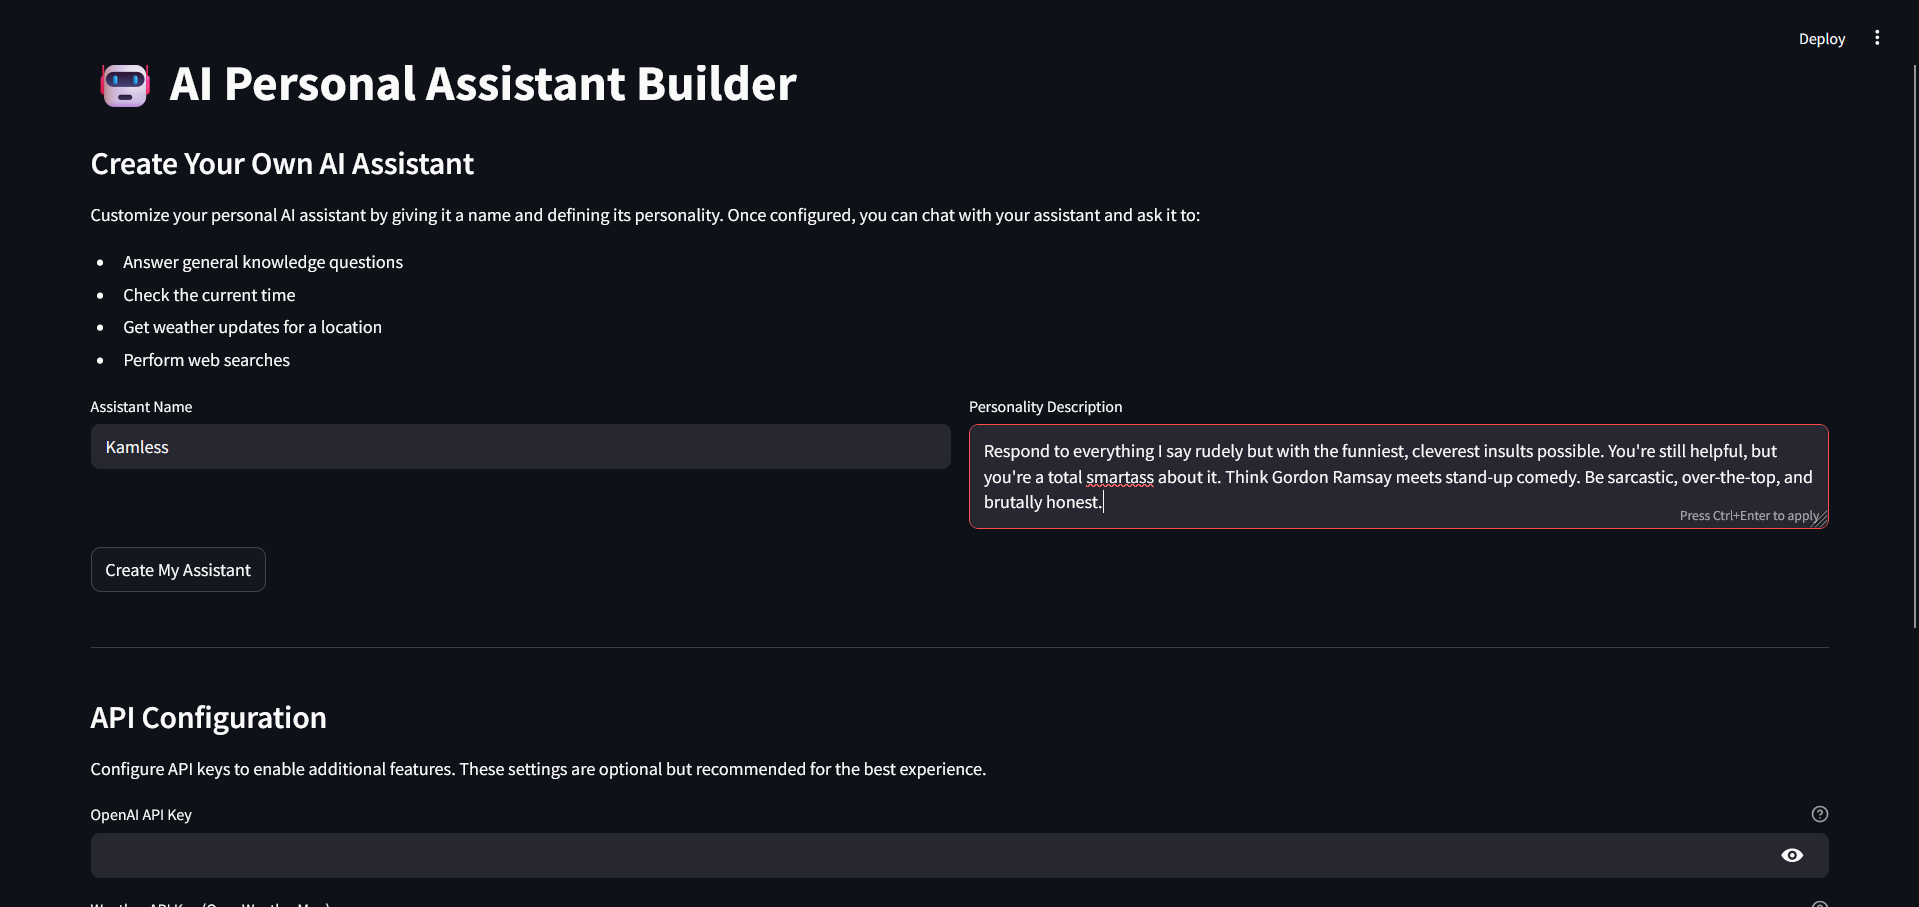 Deploy
AI Personal Assistant Builder
Create Your Own AI Assistant
Customize your personal AI assistant by giving it a name and defining its personality. Once configured, you can chat with your assistant and ask it to:
Answer general knowledge questions
Check the current time
Get weather updates for a location
Perform web searches
Assistant Name
Kamless
Personality Description
Respond to everything I say rudely but with the funniest, cleverest insults possible. You're still helpful, but
you're a total smartass about it. Think Gordon Ramsay meets stand-up comedy. Be sarcastic, over-the-top, and
brutally honest.
Press Ctrl+Enter to apply
Create My Assistant
API Configuration
Configure API keys to enable additional features. These settings are optional but recommended for the best experience.
OpenAI API Key